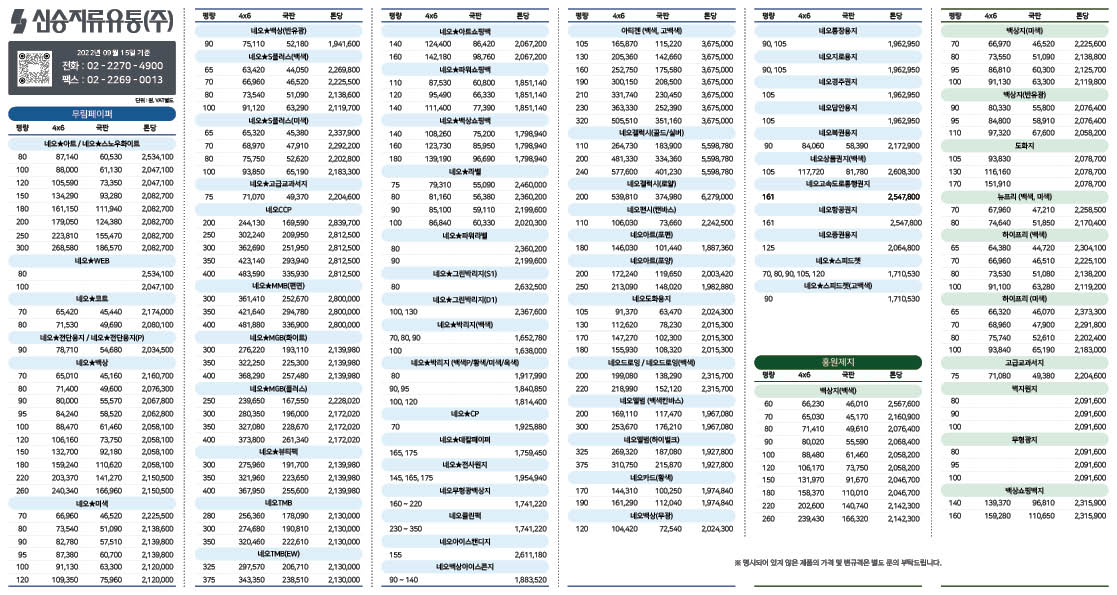 신승지류유통(주)
2022년 09월 15일 기준
전화 : 02 - 2270 - 4900
팩스 : 02 - 2269 - 0013
단위 : 원, VAT별도
무림페이퍼
평량 4x6 국판 톤당
네오★아트 / 네오★스노우화이트
80 87,140 60,530 2,534,100
100 88,000 61,130 2,047,100
120 105,590 73,350 2,047,100
150 134,290 93,280 2,082,700
180 161,150 111,940 2,082,700
200 179,050 124,380 2,082,700
250 223,810 155,470 2,082,700
300 268,580 186,570 2,082,700
네오★WEB
80 2,534,100
100 2,047,100
네오★코트
70 65,420 45,440 2,174,000
80 71,530 49,690 2,080,100
네오★전단용지 / 네오★전단용지(P)
90 78,710 54,680 2,034,500
네오★백상
70 65,010 45,160 2,160,700
80 71,400 49,600 2,076,300
90 80,000 55,570 2,067,800
95 84,240 58,520 2,062,800
100 88,470 61,460 2,058,100
120 106,160 73,750 2,058,100
150 132,700 92,180 2,058,100
180 159,240 110,620 2,058,100
220 203,370 141,270 2,150,500
260 240,340 166,960 2,150,500
네오★미색
70 66,960 46,520 2,225,500
80 73,540 51,090 2,138,600
90 82,780 57,510 2,139,800
95 87,380 60,700 2,139,800
100 91,130 63,300 2,120,000
120 109,350 75,960 2,120,000
평량 4x6 국판 톤당
네오★백상(반유광)
90 75,110 52,180 1,941,600
네오★S플러스(백색)
65 63,420 44,050 2,269,800
70 66,960 46,520 2,225,500
80 73,540 51,090 2,138,600
100 91,120 63,290 2,119,700
네오★S플러스(미색)
65 65,320 45,380 2,337,900
70 68,970 47,910 2,292,200
80 75,750 52,620 2,202,800
100 93,850 65,190 2,183,300
네오★고급교과서지
75 71,070 49,370 2,204,600
네오CCP
200 244,130 169,590 2,839,700
250 302,240 209,950 2,812,500
300 362,690 251,950 2,812,500
350 423,140 293,940 2,812,500
400 483,590 335,930 2,812,500
네오★MMB(편면)
300 361,410 252,670 2,800,000
350 421,640 294,780 2,800,000
400 481,880 336,900 2,800,000
네오★MGB(화이트)
300 276,220 193,110 2,139,980
350 322,250 225,300 2,139,980
400 368,290 257,480 2,139,980
네오★MGB(플러스)
250 239,650 167,550 2,228,020
300 280,350 196,000 2,172,020
350 327,080 228,670 2,172,020
400 373,800 261,340 2,172,020
네오★뷰티팩
300 275,960 191,700 2,139,980
350 321,960 223,650 2,139,980
400 367,950 255,600 2,139,980
네오TMB
280 256,360 178,090 2,130,000
300 274,680 190,810 2,130,000
350 320,460 222,610 2,130,000
네오TMB(EW)
325 297,570 206,710 2,130,000
375 343,350 238,510 2,130,000
평량 4x6 국판 톤당
네오★아트쇼핑백
140 124,400 86,420 2,067,200
160 142,180 98,760 2,067,200
네오★파워쇼핑백
110 87,530 60,800 1,851,140
120 95,490 66,330 1,851,140
140 111,400 77,390 1,851,140
네오★백상쇼핑백
140 108,260 75,200 1,798,940
160 123,730 85,950 1,798,940
180 139,190 96,690 1,798,940
네오★라벨
75 79,310 55,090 2,460,000
80 81,160 56,380 2,360,200
90 85,100 59,110 2,199,600
100 86,840 60,330 2,020,300
네오★파워라벨
80 2,360,200
90 2,199,600
네오★그린박리지(S1)
80 2,632,500
네오★그린박리지(D1)
100, 130 2,367,600
네오★박리지(백색)
70, 80, 90 1,652,780
100 1,638,000
네오★박리지 (백색P/황색/미색/옥색)
80 1,917,990
90, 95 1,840,850
100, 120 1,814,400
네오★CP
70 1,925,880
네오★데칼페이퍼
165, 175 1,759,450
네오★전사원지
145, 165, 175 1,954,940
네오무형광백상지
160 ~ 220 1,741,220
네오클린팩
230 ~ 350 1,741,220
네오아이스캔디지
155 2,611,180
네오백상아이스콘지
90 ~ 140 1,883,520
평량 4x6 국판 톤당
아티젠 (백색, 고백색)
105 165,870 115,220 3,675,000
130 205,360 142,660 3,675,000
160 252,750 175,580 3,675,000
190 300,150 208,500 3,675,000
210 331,740 230,450 3,675,000
230 363,330 252,390 3,675,000
320 505,510 351,160 3,675,000
네오갤럭시(골드/실버)
110 264,730 183,900 5,598,780
200 481,330 334,360 5,598,780
240 577,600 401,230 5,598,780
네오갤럭시(로얄)
200 539,810 374,980 6,279,000
네오팬시(캔바스)
110 106,030 73,660 2,242,500
네오아트(포펜)
180 146,030 101,440 1,887,360
네오아트(포양)
200 172,240 119,650 2,003,420
250 213,090 148,020 1,982,880
네오도화용지
105 91,370 63,470 2,024,300
130 112,620 78,230 2,015,300
170 147,270 102,300 2,015,300
180 155,930 108,320 2,015,300
네오드로잉 / 네오드로잉(백색)
200 199,080 138,290 2,315,700
220 218,990 152,120 2,315,700
네오앨범 (백색칸바스)
200 169,110 117,470 1,967,080
300 253,670 176,210 1,967,080
네오앨범(하이벌크)
325 269,320 187,080 1,927,800
375 310,750 215,870 1,927,800
네오카드(황색)
170 144,310 100,250 1,974,840
190 161,290 112,040 1,974,840
네오백상(무광)
120 104,420 72,540 2,024,300
평량 4x6 국판 톤당
네오통장용지
90, 105 1,962,950
네오지로용지
90, 105 1,962,950
네오경주권지
105 1,962,950
네오답안용지
105 1,962,950
네오복권용지
90 84,060 58,390 2,172,900
네오상품권지(백색)
105 117,720 81,780 2,608,300
네오고속도로통행권지
161 2,547,800
네오항공권지
161 2,547,800
네오증권용지
125 2,064,800
네오★스피드젯
70, 80, 90, 105, 120 1,710,530
네오★스피드젯(고백색)
90 1,710,530
홍원제지
평량 4x6 국판 톤당
백상지(백색)
60 66,230 46,010 2,567,600
70 65,030 45,170 2,160,900
80 71,410 49,610 2,076,400
90 80,020 55,590 2,068,400
100 88,480 61,460 2,058,200
120 106,170 73,750 2,058,200
150 131,970 91,670 2,046,700
180 158,370 110,010 2,046,700
220 202,600 140,740 2,142,300
260 239,430 166,320 2,142,300
평량 4x6 국판 톤당
백상지(미색)
70 66,970 46,520 2,225,600
80 73,550 51,090 2,138,800
95 86,810 60,300 2,125,700
100 91,130 63,300 2,119,800
백상지(반유광)
90 80,330 55,800 2,076,400
95 84,800 58,910 2,076,400
110 97,320 67,600 2,058,200
도화지
105 93,830 2,078,700
130 116,160 2,078,700
170 151,910 2,078,700
뉴프리 (백색, 미색)
70 67,960 47,210 2,258,500
80 74,640 51,850 2,170,400
하이프리 (백색)
65 64,380 44,720 2,304,100
70 66,960 46,510 2,225,100
80 73,530 51,080 2,138,200
100 91,100 63,280 2,119,200
하이프리 (미색)
65 66,320 46,070 2,373,300
70 68,960 47,900 2,291,800
80 75,740 52,610 2,202,400
100 93,840 65,190 2,183,000
고급교과서지
75 71,080 49,380 2,204,600
벽지원지
80 2,091,600
90 2,091,600
100 2,091,600
무형광지
80 2,091,600
95 2,091,600
100 2,091,600
백상쇼핑백지
140 139,370 96,810 2,315,900
160 159,280 110,650 2,315,900
※ 명시되어 있지 않은 제품의 가격 및 변규격은 별도 문의 부탁드립니다.